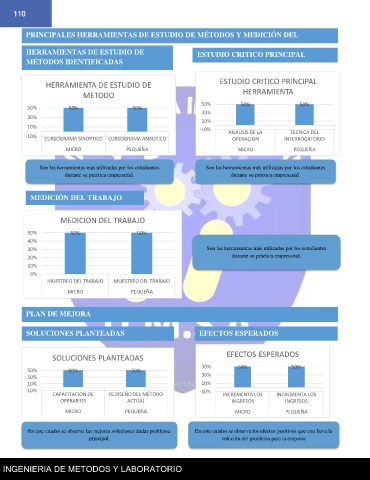 110
PRINCIPALES HERRAMIENTAS DE ESTUDIO DE MÉTODOS Y MEDICIÓN DEL
HERRAMIENTAS DE ESTUDIO DE
MÉTODOS IDENTIFICADAS
ESTUDIO CRITICO PRINCIPAL
HERRAMIENTA DE ESTUDIO DE
METODO
50%
30%
10%
-10%
50% 50%
CURSOGRAMA SINOPTICO CURSOGRAMA ANALITICO
MICRO PEQUEÑA
ESTUDIO CRITICO PRINCIPAL
HERRAMIENTA
50%
30%
10%
-10%
50% 50%
ANALISIS DE LA
OPERACION
TECNICA DEL
INTERROGATORIO
MICRO PEQUEÑA
Son las herramientas más utilizadas por los estudiantes
durante su práctica empresarial.
Son las herramientas más utilizadas por los estudiantes
durante su práctica empresarial.
MEDICIÓN DEL TRABAJO
MEDICION DEL TRABAJO
50%
40%
30%
20%
10%
0%
50% 50%
MUESTREO DEL TRABAJO MUESTREO DEL TRABAJO
MICRO PEQUEÑA
Son las herramientas más utilizadas por los estudiantes
durante su práctica empresarial.
PLAN DE MEJORA
SOLUCIONES PLANTEADAS
EFECTOS ESPERADOS
SOLUCIONES PLANTEADAS
50%
30%
10%
-10%
50% 50%
CAPACITACION DE
OPERARIOS
REDISEÑO DEL MÉTODO
ACTUAL
MICRO PEQUEÑA
EFECTOS ESPERADOS
50%
30%
10%
-10%
50% 50%
INCREMENTA LOS
INGRESOS
INCREMENTA LOS
INGRESOS
MICRO PEQUEÑA
En este cuadro se observa las mejores soluciones dadas problema
principal.
En este cuadro se observa los efectos positivos que con lleva la
solución del problema para la empresa.
INGENIERIA DE METODOS Y LABORATORIO